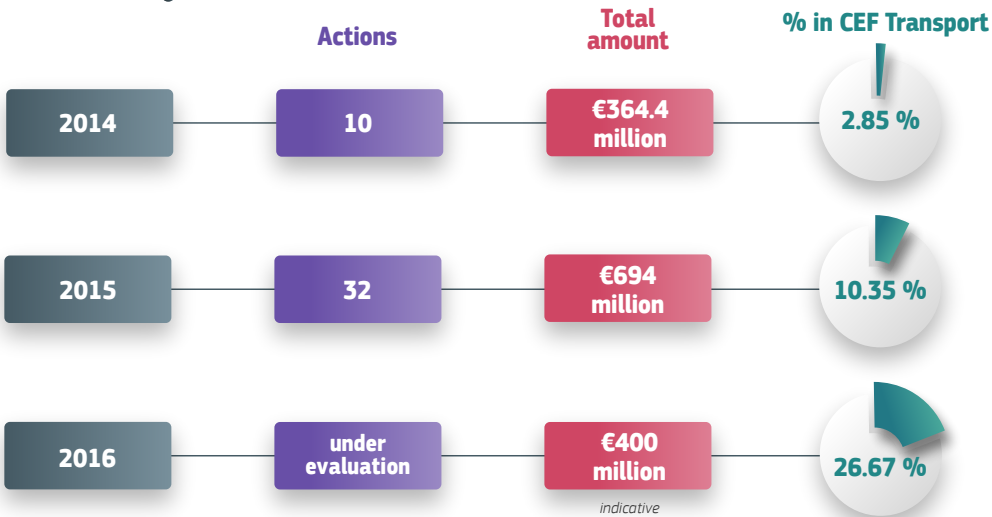 Actions
Total
amount
% in CEF Transport
2014
10
€364.4
million
2.85 %
2015
32
€694
million
10.35 %
2016
under
evaluation
€400
million
26.67 %
indicative